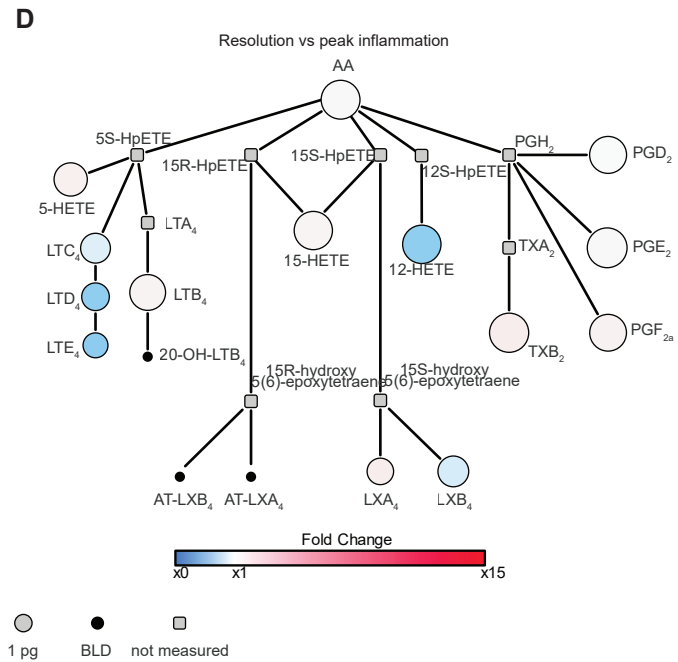 D
Resolution vs peak inflammation
AA
5S-HpETE
15R-HpETE
15S-HpETE
12S-HpETE
PGH2
PGD2
5-HETE
LTA4
LTC4
15-HETE
12-HETE
TXA2
PGE2
LTD4
LTB4
LTE4
20-OH-LTB4
TXB2
PGF2a
15R-hydroxy
5(6)-epoxytetraene
15S-hydroxy
5(6)-epoxytetraene
AT-LXB4
AT-LXA4
LXA4
LXB4
Fold Change
x0
x1
x15
1 pg
BLD
not measured